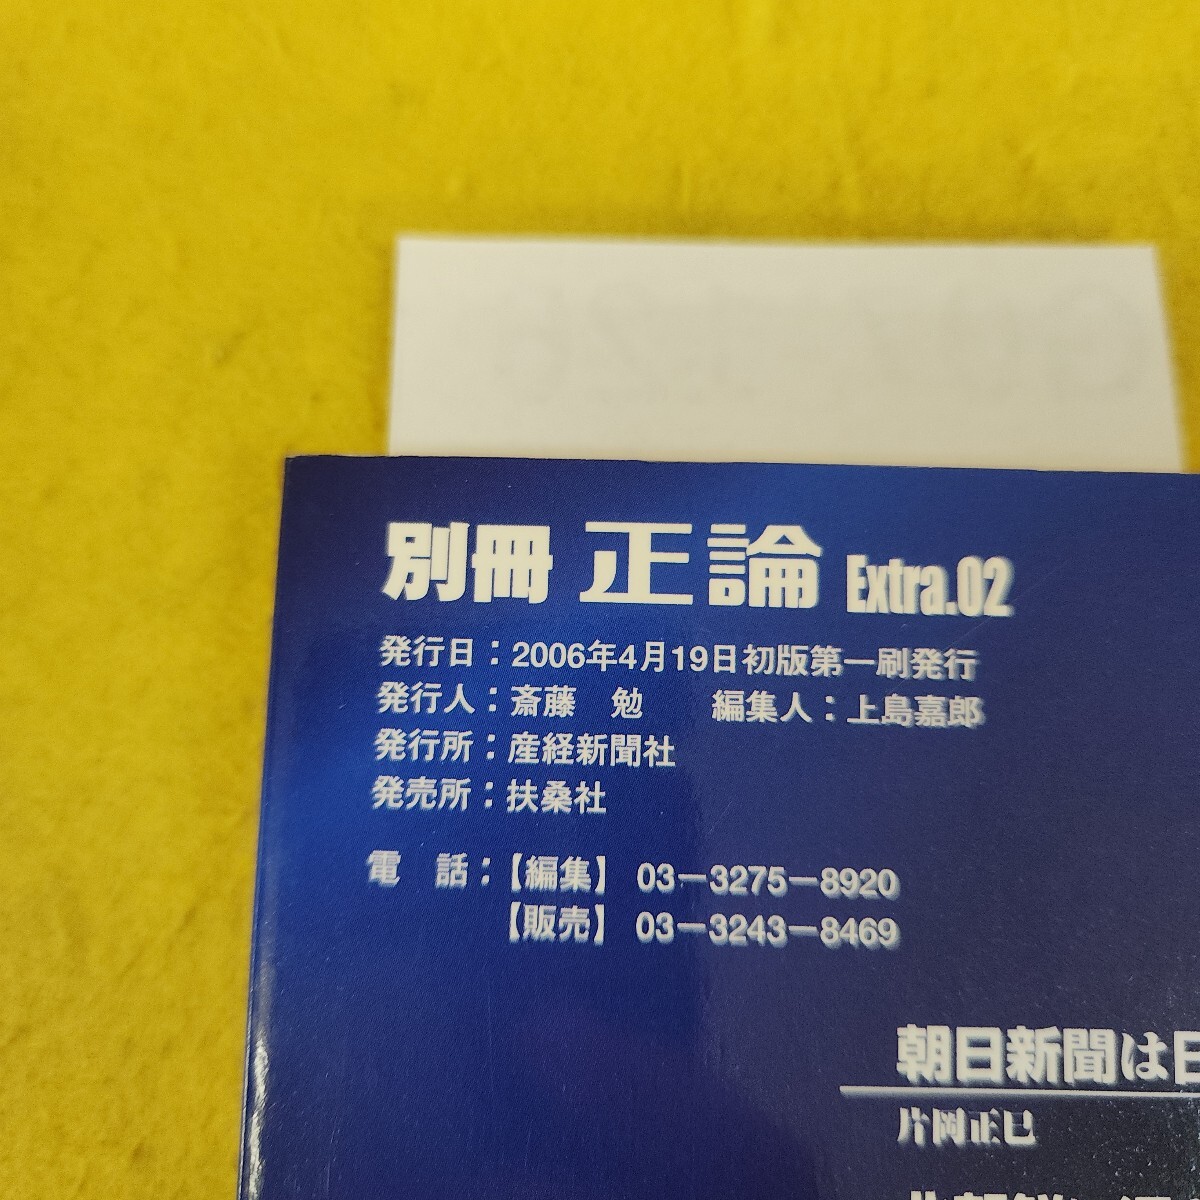 別冊 正論 Extra.02
発行日：2006年4月19日初版第一刷発行
発行人：斎藤　勉　　編集人：上島嘉郎
発行所：産経新聞社
発売所：扶桑社
電　話：【編集】 03－3275－8920
【販売】 03－3243－8469
朝日新聞は日
片岡正巳